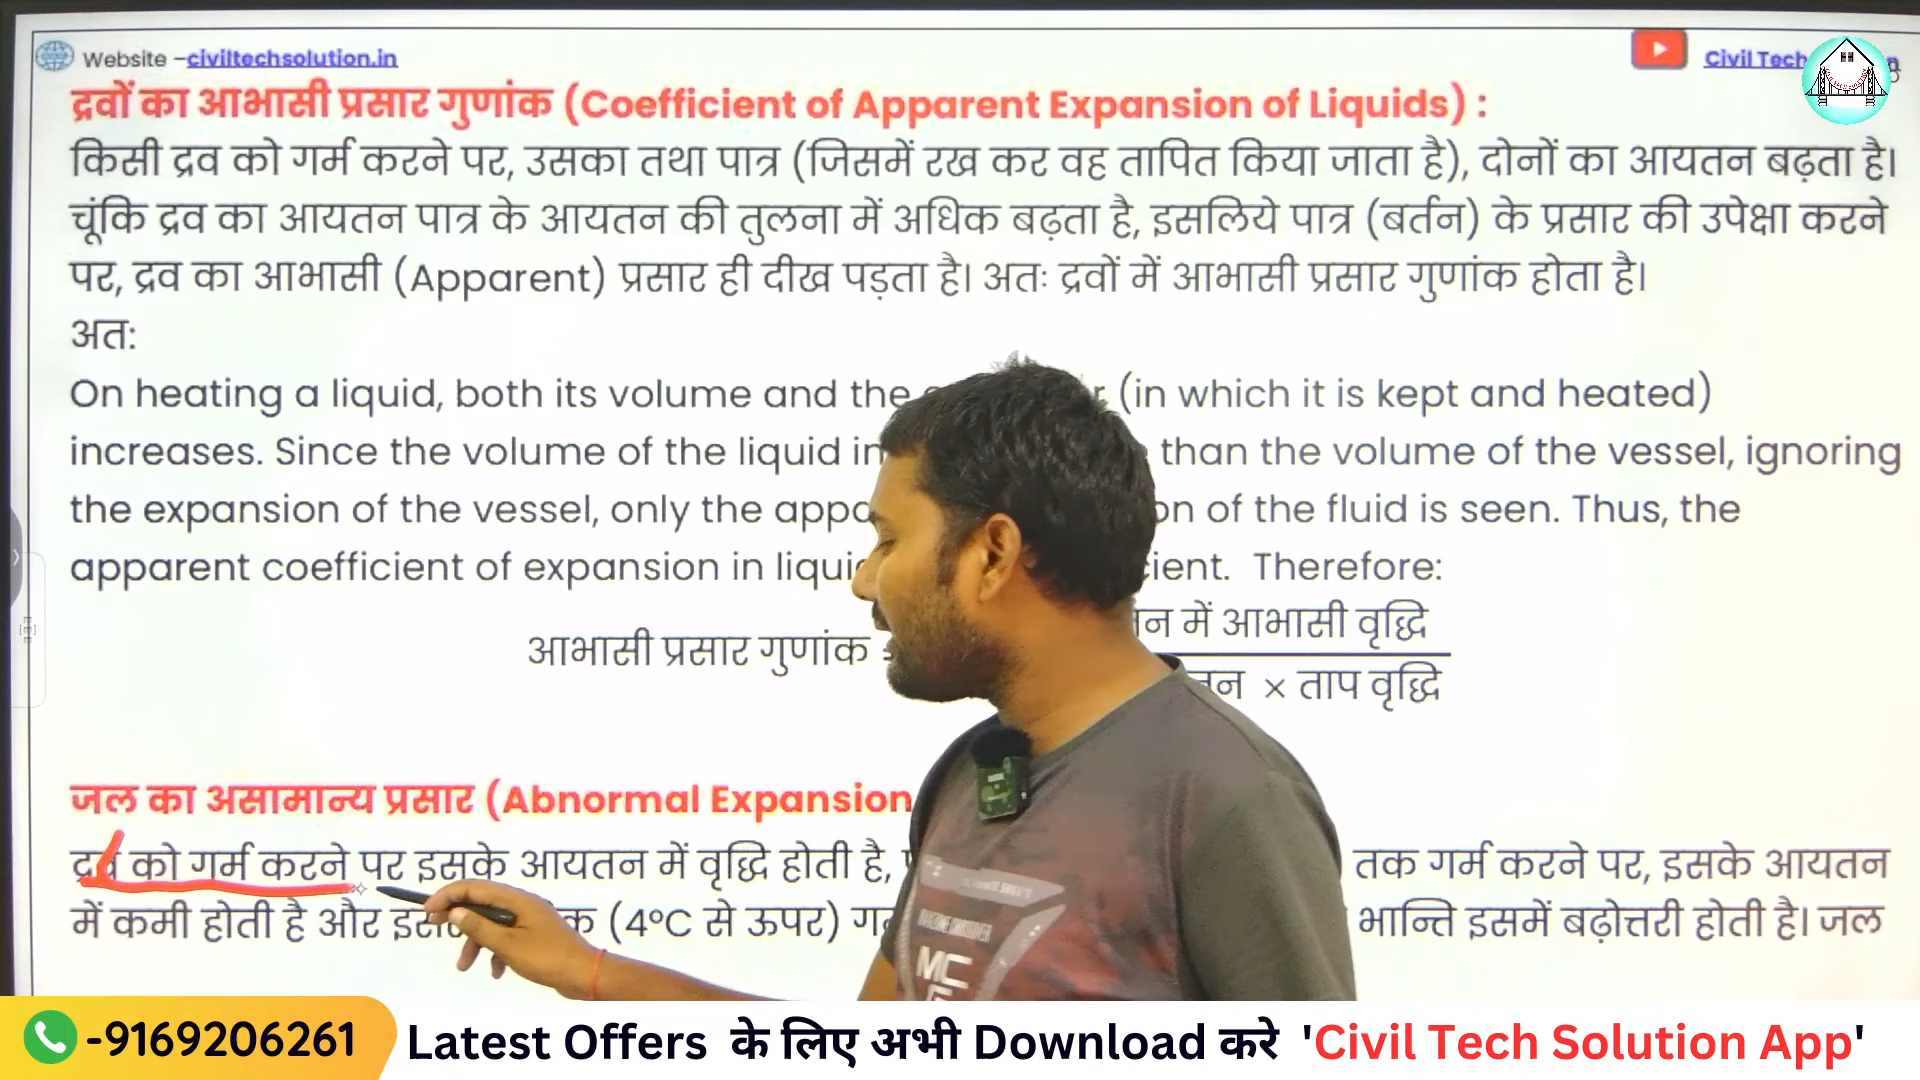 Website –civiltechsolution.in
Civil Tech
द्रवों का आभासी प्रसार गुणांक (Coefficient of Apparent Expansion of Liquids) :
किसी द्रव को गर्म करने पर, उसका तथा पात्र (जिसमें रख कर वह तापित किया जाता है), दोनों का आयतन बढ़ता है।
चूंकि द्रव का आयतन पात्र के आयतन की तुलना में अधिक बढ़ता है, इसलिये पात्र (बर्तन) के प्रसार की उपेक्षा करने
पर, द्रव का आभासी (Apparent) प्रसार ही दीख पड़ता है। अतः द्रवों में आभासी प्रसार गुणांक होता है।
अतः
On heating a liquid, both its volume and the (in which it is kept and heated)
increases. Since the volume of the liquid than the volume of the vessel, ignoring
the expansion of the vessel, only the of the fluid is seen. Thus, the
apparent coefficient of expansion in Therefore:
आभासी प्रसार गुणांक
में आभासी वृद्धि
× ताप वृद्धि
जल का असामान्य प्रसार (Abnormal Expansion
द्रव को गर्म करने पर इसके आयतन में वृद्धि होती है, तक गर्म करने पर, इसके आयतन
में कमी होती है और (4°C से ऊपर) भान्ति इसमें बढ़ोत्तरी होती है। जल
-9169206261
Latest Offers के लिए अभी Download करे 'Civil Tech Solution App'